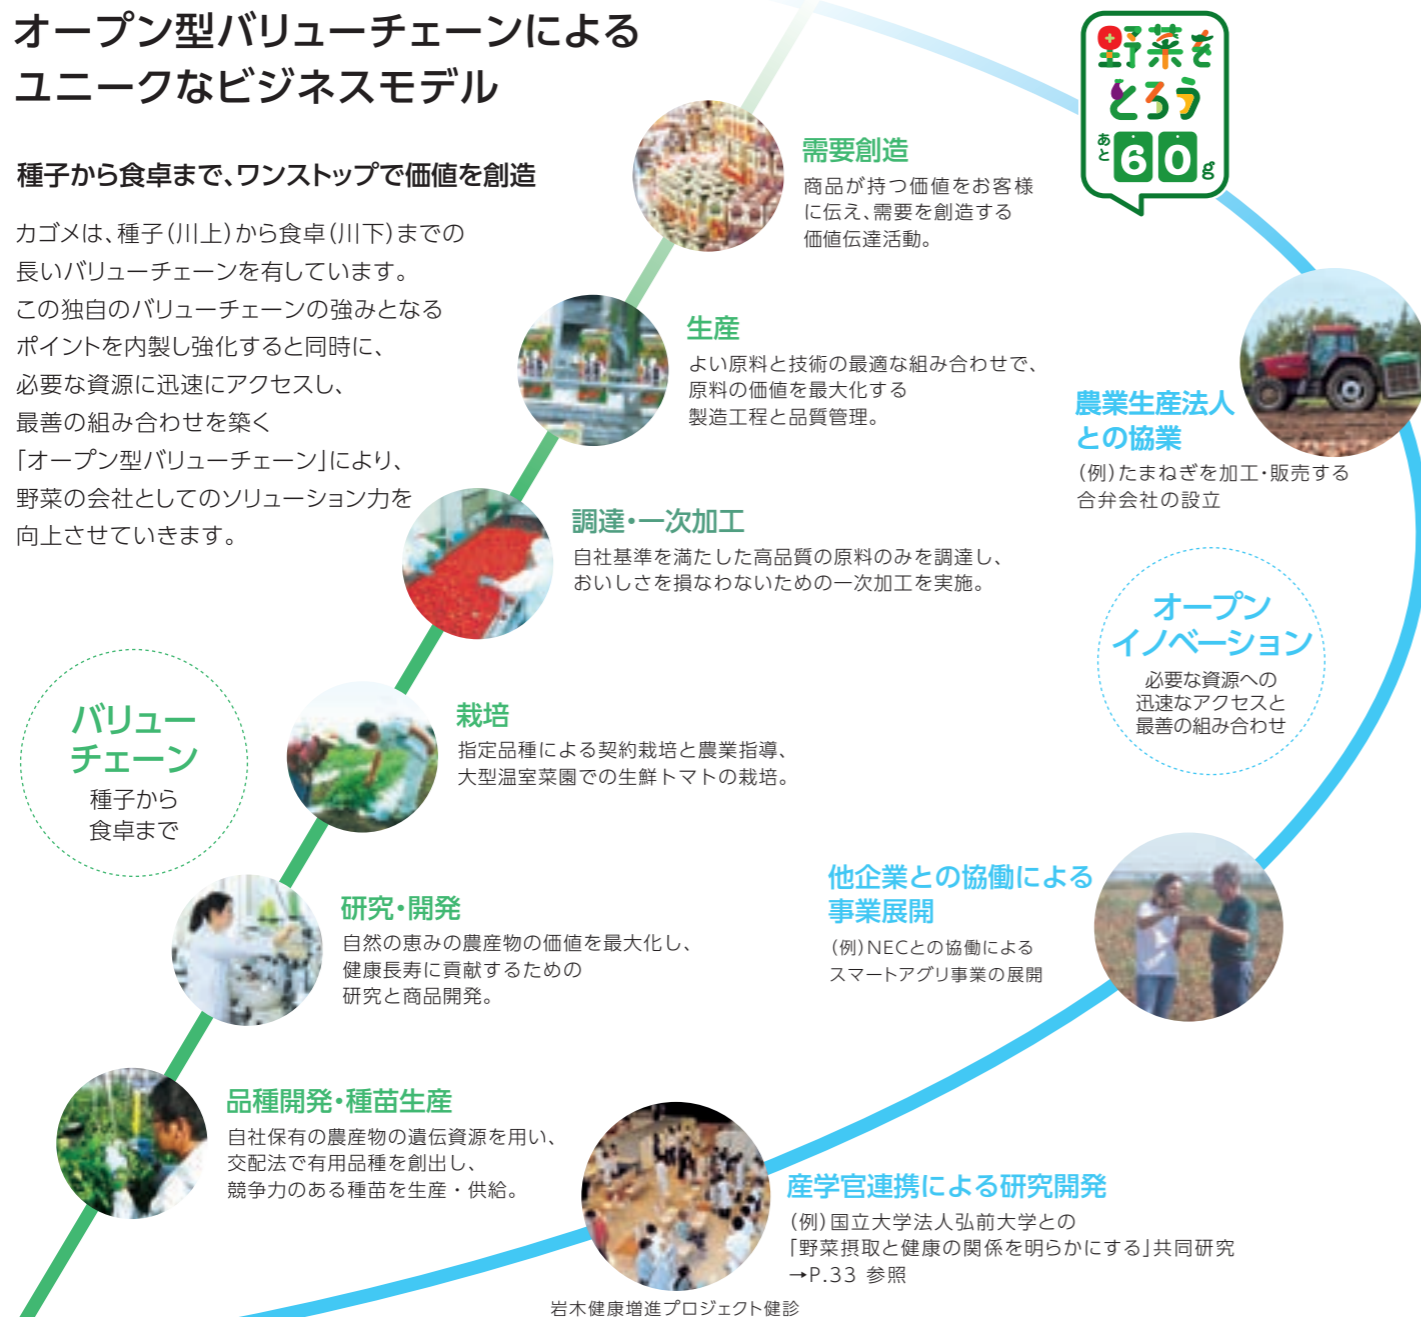 オープン型バリューチェーンによる
ユニークなビジネスモデル
種子から食卓まで、ワンストップで価値を創造
カゴメは、種子(川上)から食卓(川下)までの
長いバリューチェーンを有しています。
この独自のバリューチェーンの強みとなる
ポイントを内製し強化すると同時に、
必要な資源に迅速にアクセスし、
最善の組み合わせを築く
「オープン型バリューチェーン」により、
野菜の会社としてのソリューション力を
向上させていきます。
野菜を
とろう
あと
60g
需要創造
商品が持つ価値をお客様
に伝え、需要を創造する
価値伝達活動。
生産
よい原料と技術の最適な組み合わせで、
原料の価値を最大化する
製造工程と品質管理。
調達・一次加工
自社基準を満たした高品質の原料のみを調達し、
おいしさを損なわないための一次加工を実施。
栽培
指定品種による契約栽培と農業指導、
大型温室菜園での生鮮トマトの栽培。
バリュー
チェーン
種子から
食卓まで
研究・開発
自然の恵みの農産物の価値を最大化し、
健康長寿に貢献するための
研究と商品開発。
品種開発・種苗生産
自社保有の農産物の遺伝資源を用い、
交配法で有用品種を創出し、
競争力のある種苗を生産・供給。
農業生産法人
との協業
(例)たまねぎを加工・販売する
合弁会社の設立
オープン
イノベーション
必要な資源への
迅速なアクセスと
最善の組み合わせ
他企業との協働による
事業展開
(例)NECとの協働による
スマートアグリ事業の展開
産学官連携による研究開発
(例)国立大学法人弘前大学との
「野菜摂取と健康の関係を明らかにする」共同研究
→P.33 参照
岩木健康増進プロジェクト健診